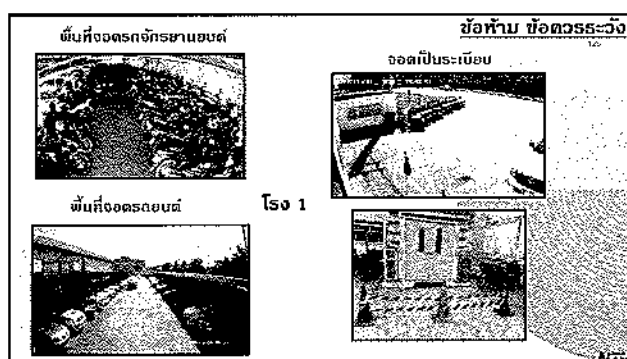 ข้อห้าม ข้อควรระวัง
พื้นที่จอดรถจักรยานยนต์
จอดเป็นระเบียบ
พื้นที่จอดรถยนต์
โรง 1